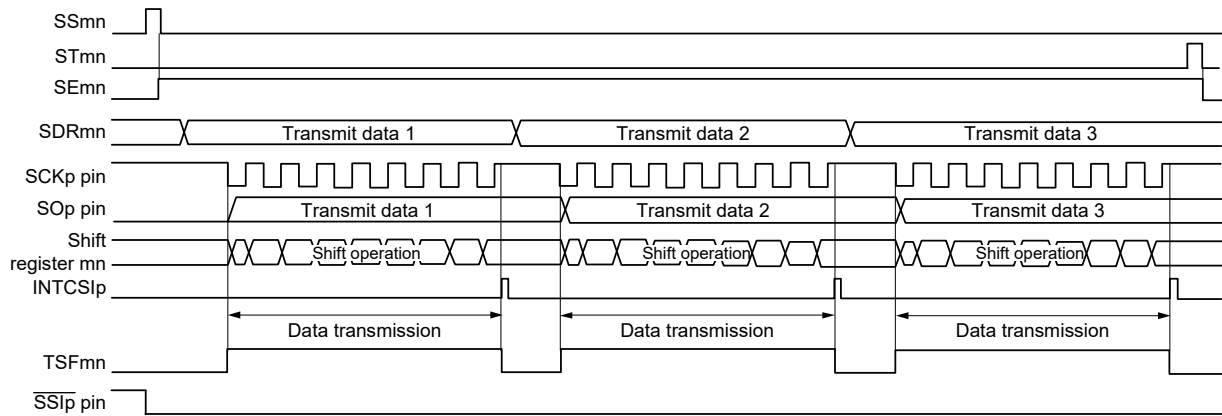 SSmn
STmn
SEmn
SDRmn Transmit data 1 Transmit data 2 Transmit data 3
SCKp pin
SOp pin Transmit data 1 Transmit data 2 Transmit data 3
Shift
register mn Shift operation Shift operation Shift operation
INTCSIp
Data transmission Data transmission Data transmission
TSFmn
SSIp pin